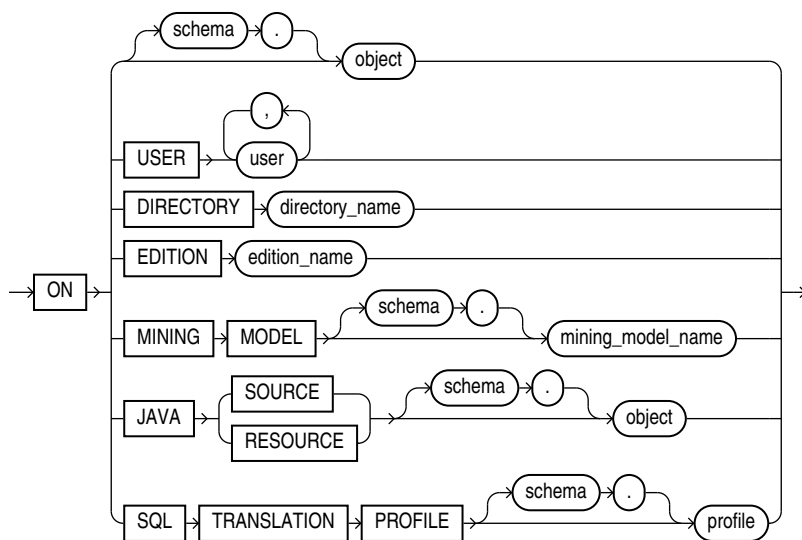 schema .
object
,
USER user
DIRECTORY directory_name
EDITION edition_name
ON
schema .
MINING MODEL mining_model_name
SOURCE schema .
JAVA object
RESOURCE
schema .
SQL TRANSLATION PROFILE profile